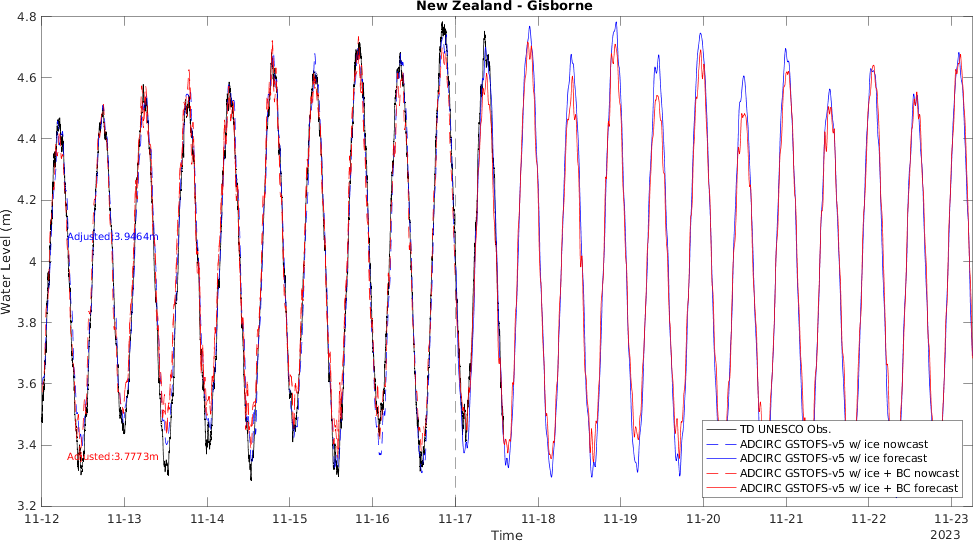 New Zealand - Gisborne
4.8
4.6
4.4
4.2
4
3.8
3.6
3.4
3.2
Water Level (m)
Adjusted:3.9464m
Adjusted:3.7773m
TD UNESCO Obs.
ADCIRC GSTOFS-v5 w/ ice nowcast
ADCIRC GSTOFS-v5 w/ ice forecast
ADCIRC GSTOFS-v5 w/ ice + BC nowcast
ADCIRC GSTOFS-v5 w/ ice + BC forecast
11-12 11-13 11-14 11-15 11-16 11-17 11-18 11-19 11-20 11-21 11-22 11-23
2023
Time